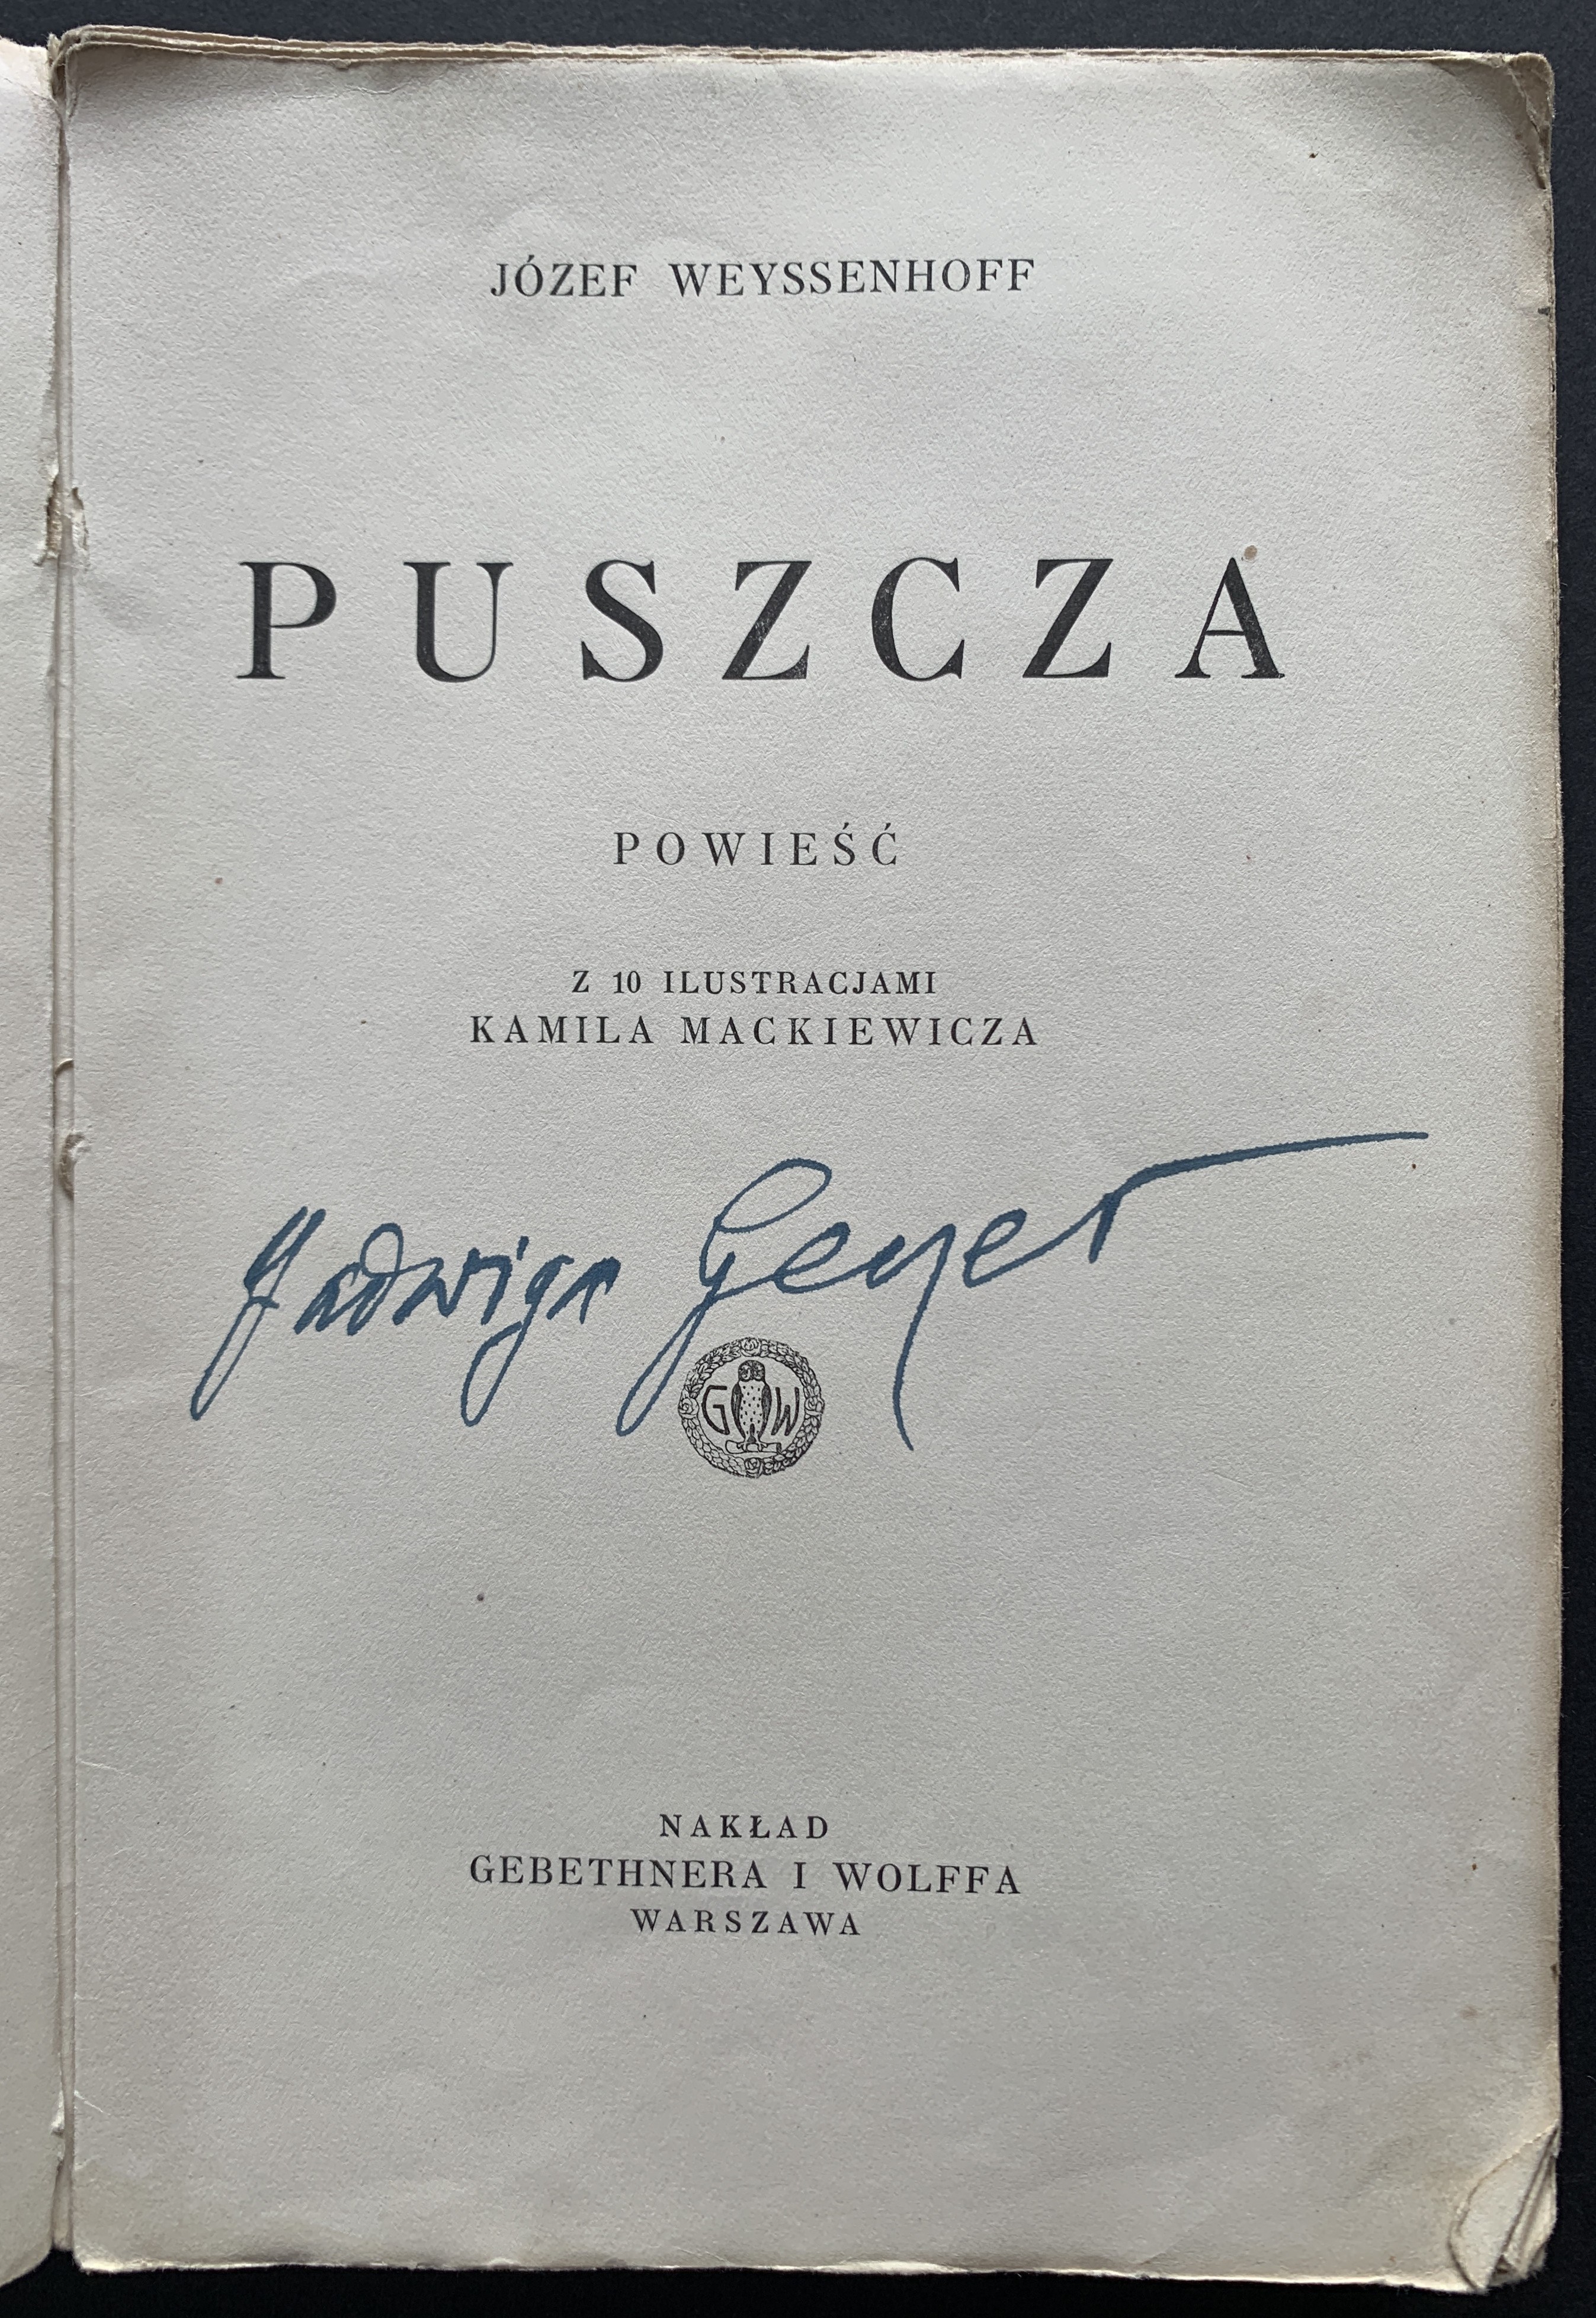 JÓZEF WEYSSENHOFF
PUSZCZA
POWIEŚĆ
Z 10 ILUSTRACJAMI
KAMILA MACKIEWICZA
Jadwiga Geyer
G W
NAKŁAD
GEBETHNERA I WOLFFA
WARSZAWA